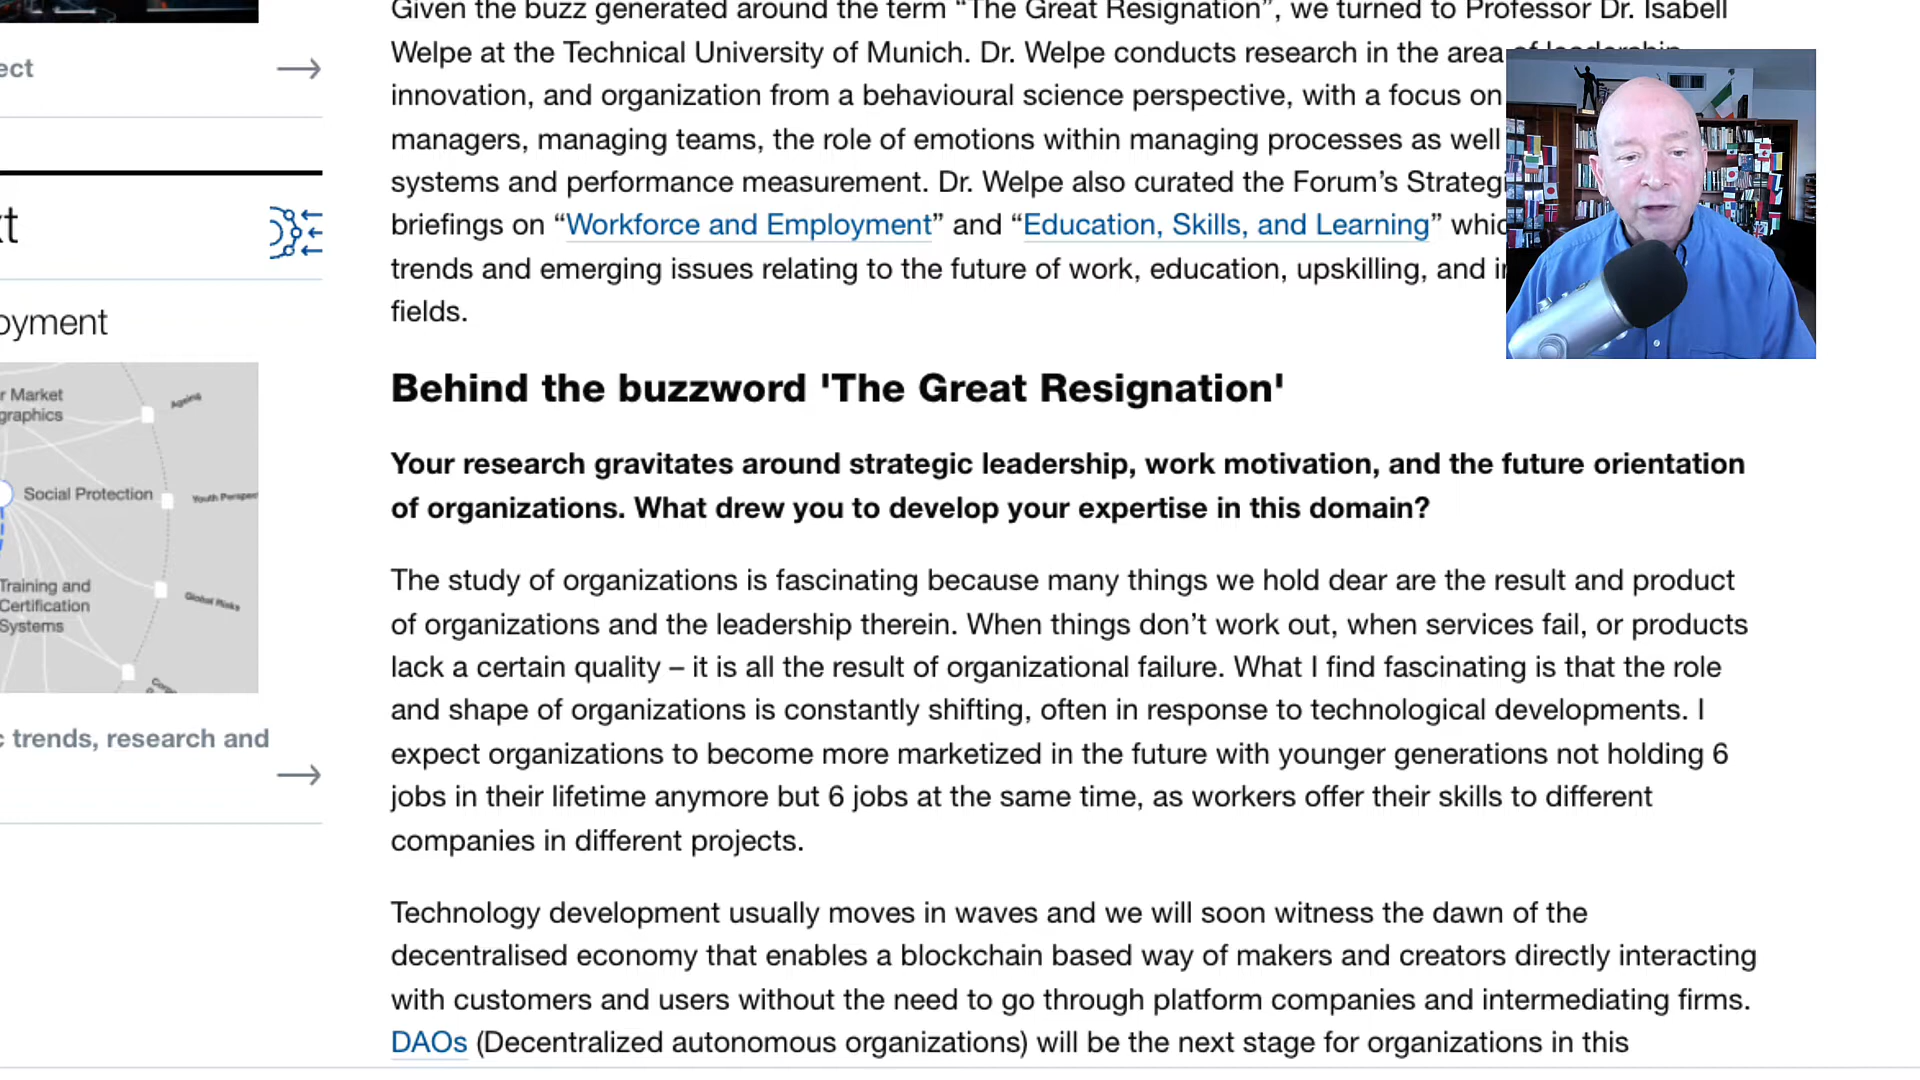 Given the buzz generated around the term “The Great Resignation”, we turned to Professor Dr. Isabell
Welpe at the Technical University of Munich. Dr. Welpe conducts research in the area of leadership
innovation, and organization from a behavioural science perspective, with a focus on
managers, managing teams, the role of emotions within managing processes as well
systems and performance measurement. Dr. Welpe also curated the Forum’s Strateg
briefings on “Workforce and Employment” and “Education, Skills, and Learning” whic
trends and emerging issues relating to the future of work, education, upskilling, and i
fields.
Behind the buzzword 'The Great Resignation'
Your research gravitates around strategic leadership, work motivation, and the future orientation
of organizations. What drew you to develop your expertise in this domain?
The study of organizations is fascinating because many things we hold dear are the result and product
of organizations and the leadership therein. When things don’t work out, when services fail, or products
lack a certain quality – it is all the result of organizational failure. What I find fascinating is that the role
and shape of organizations is constantly shifting, often in response to technological developments. I
expect organizations to become more marketized in the future with younger generations not holding 6
jobs in their lifetime anymore but 6 jobs at the same time, as workers offer their skills to different
companies in different projects.
Technology development usually moves in waves and we will soon witness the dawn of the
decentralised economy that enables a blockchain based way of makers and creators directly interacting
with customers and users without the need to go through platform companies and intermediating firms.
DAOs (Decentralized autonomous organizations) will be the next stage for organizations in this
ect
xt
oyment
r Market
graphics
Ageing
Social Protection
Youth Perspe
Training and
Certification
Systems
Global Risks
c trends, research and